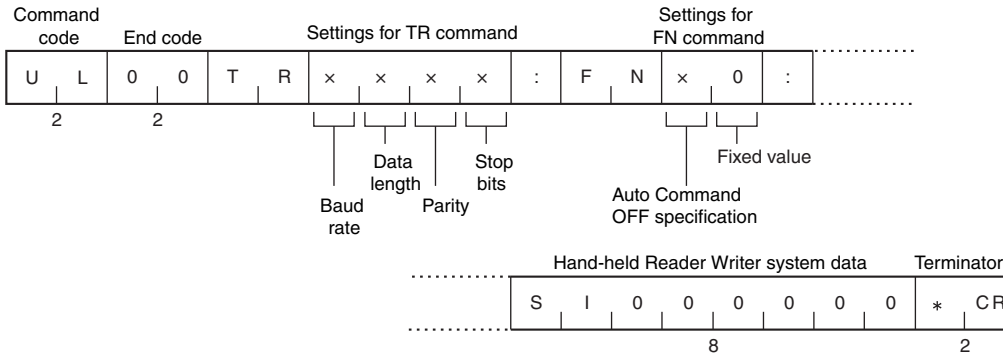 Command code
End code
Settings for TR command
Settings for FN command
U L 0 0 T R × × × × : F N × 0 :
2 2
Baud rate
Data length
Parity
Stop bits
Auto Command OFF specification
Fixed value
Hand-held Reader Writer system data
Terminator
S I 0 0 0 0 0 0 * CR
8 2